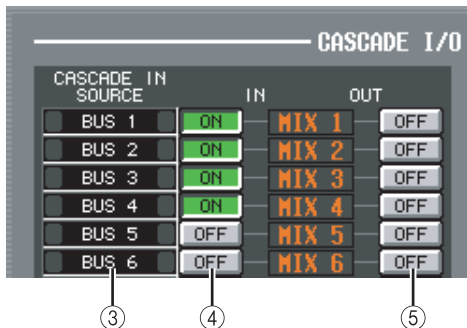 CASCADE I/O
CASCADE IN SOURCE IN OUT
BUS 1 ON MIX 1 OFF
BUS 2 ON MIX 2 OFF
BUS 3 ON MIX 3 OFF
BUS 4 ON MIX 4 OFF
BUS 5 OFF MIX 5 OFF
BUS 6 OFF MIX 6 OFF
③ ④ ⑤